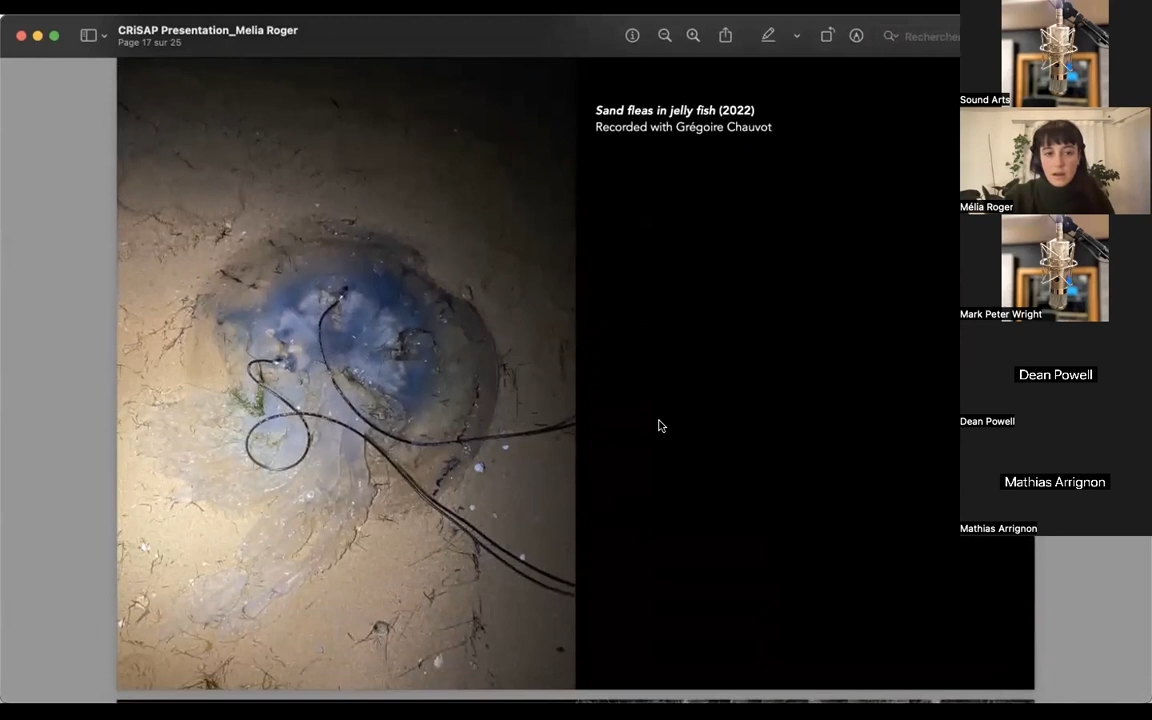 CRiSAP Presentation_Melia Roger
Page 17 sur 25
Rechercher
Sand fleas in jelly fish (2022)
Recorded with Grégoire Chauvot
Sound Arts
Mélia Roger
Mark Peter Wright
Dean Powell
Dean Powell
Mathias Arrignon
Mathias Arrignon